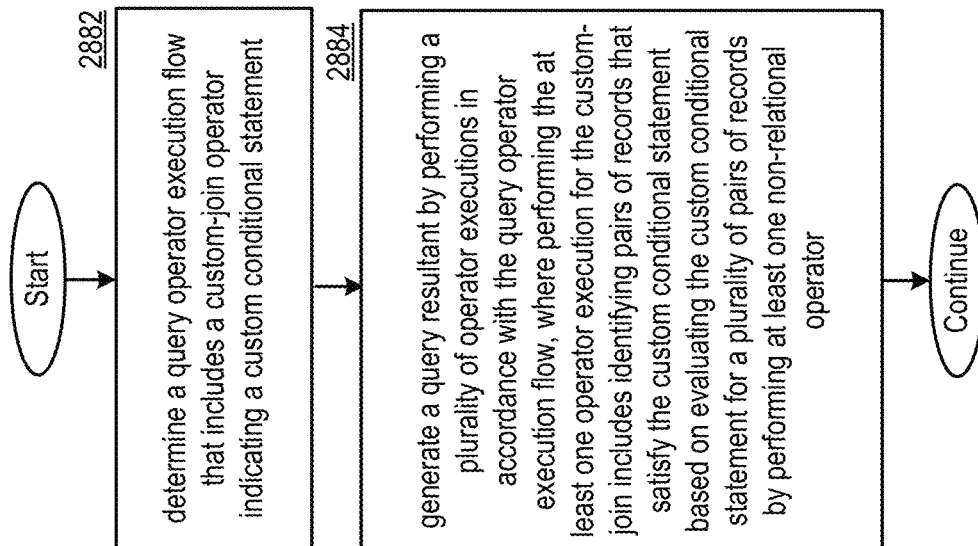 Start
2882
determine a query operator execution flow
that includes a custom-join operator
indicating a custom conditional statement
2884
generate a query resultant by performing a
plurality of operator executions in
accordance with the query operator
execution flow, where performing the at
least one operator execution for the custom-
join includes identifying pairs of records that
satisfy the custom conditional statement
based on evaluating the custom conditional
statement for a plurality of pairs of records
by performing at least one non-relational
operator
Continue